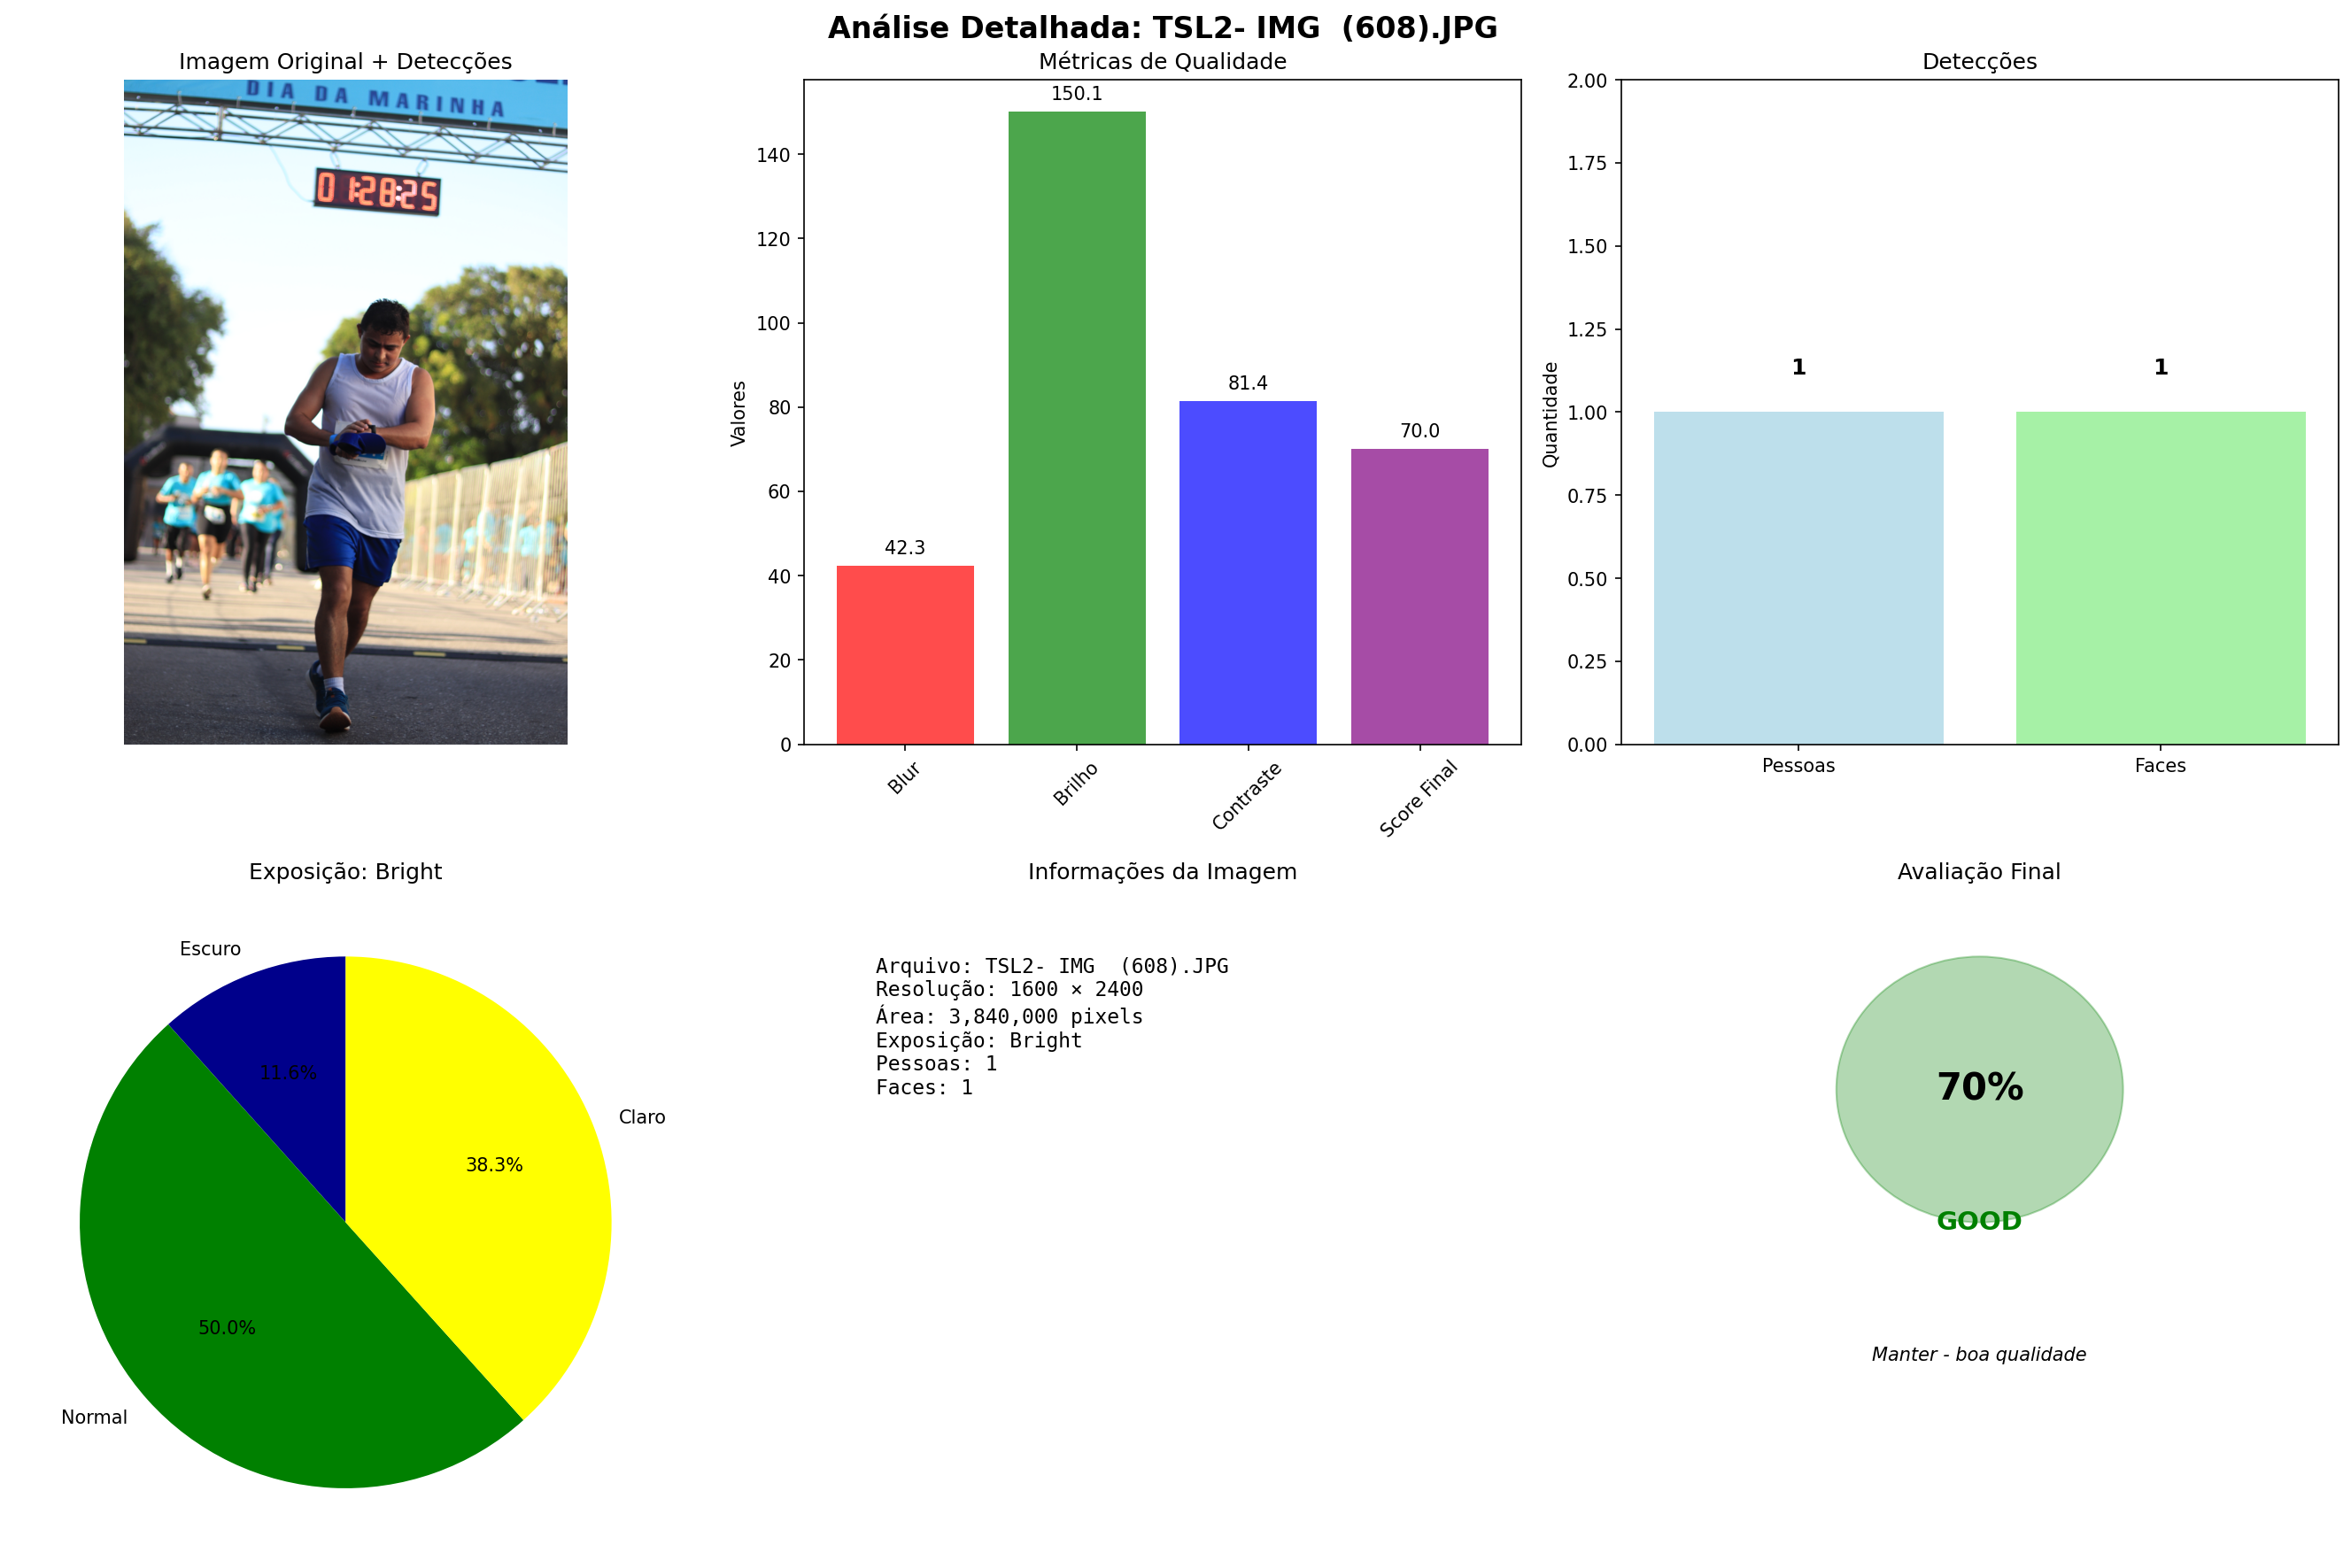 Análise Detalhada: TSL2- IMG  (608).JPG
Imagem Original + Detecções
DIA DA MARINHA
01:28:25
Métricas de Qualidade
Valores
0
20
40
60
80
100
120
140
42.3
150.1
81.4
70.0
Blur
Brilho
Contraste
Score Final
Detecções
Quantidade
0.00
0.25
0.50
0.75
1.00
1.25
1.50
1.75
2.00
1
1
Pessoas
Faces
Exposição: Bright
Escuro
11.6%
Claro
38.3%
50.0%
Normal
Informações da Imagem
Arquivo: TSL2- IMG  (608).JPG
Resolução: 1600 × 2400
Área: 3,840,000 pixels
Exposição: Bright
Pessoas: 1
Faces: 1
Avaliação Final
70%
GOOD
Manter - boa qualidade